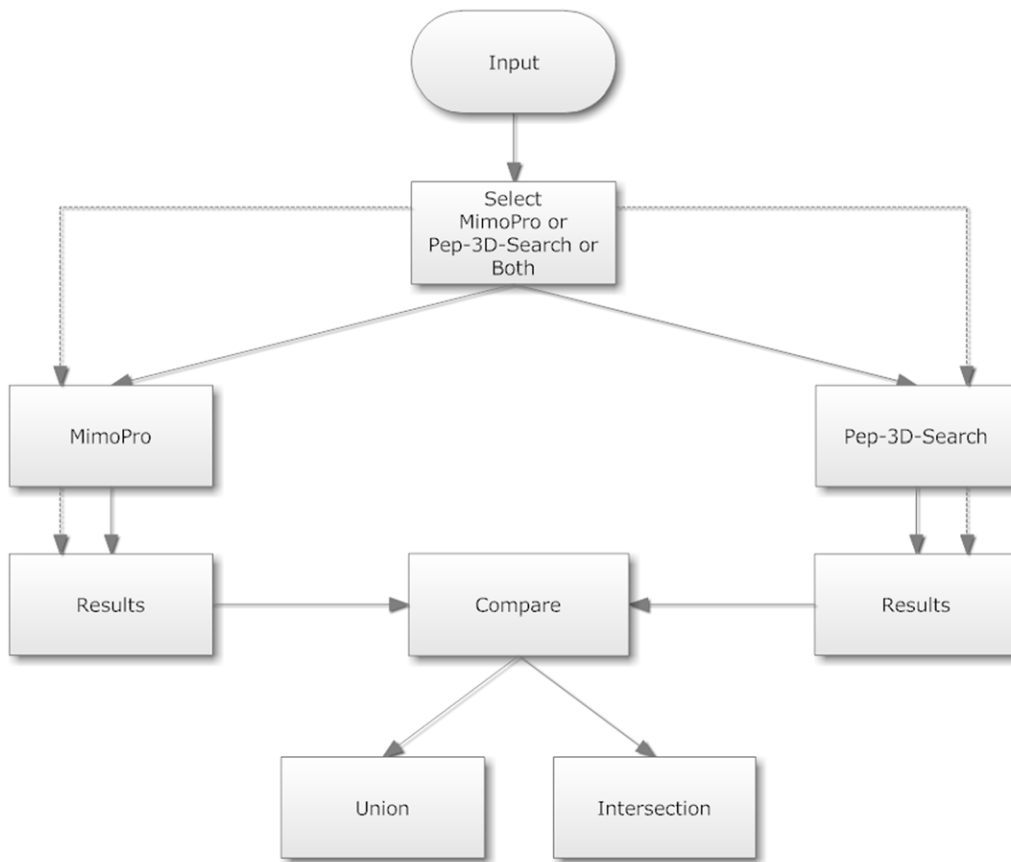 Input
Select
MimoPro or
Pep-3D-Search or
Both
MimoPro
Pep-3D-Search
Results
Compare
Results
Union
Intersection